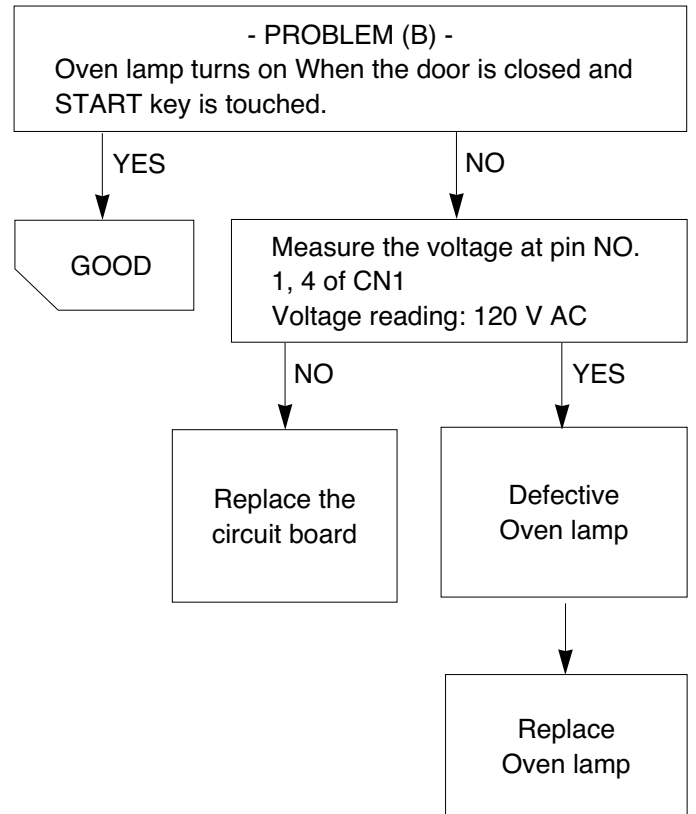 - PROBLEM (B) -
Oven lamp turns on When the door is closed and
START key is touched.
YES
NO
GOOD
Measure the voltage at pin NO.
1, 4 of CN1
Voltage reading: 120 V AC
NO
YES
Replace the
circuit board
Defective
Oven lamp
Replace
Oven lamp